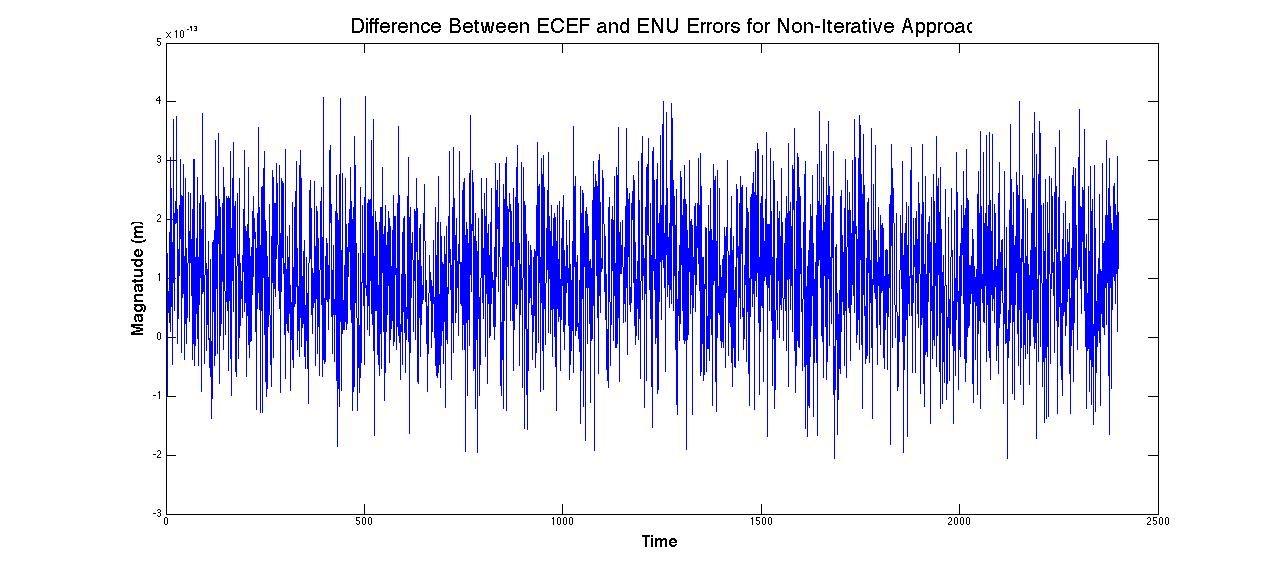 Difference Between ECEF and ENU Errors for Non-Iterative Approac
5 x 10 -13
4
3
2
1
0
-1
-2
-3
Magnatude (m)
0 500 1000 1500 2000 2500
Time